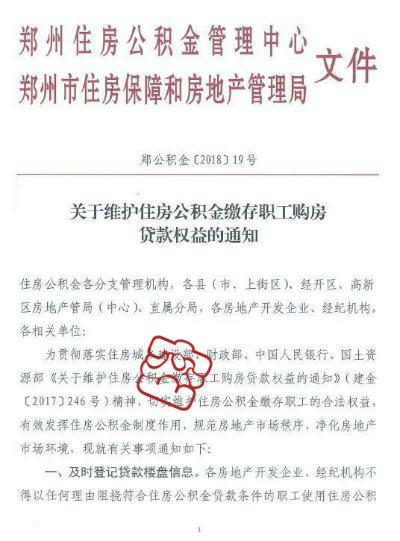 郑州住房公积金管理中心
郑州市住房保障和房地产管理局
文件
郑公积金〔2018〕19号
关于维护住房公积金缴存职工购房
贷款权益的通知
住房公积金各分支管理机构，各县（市、上街区）、经开区、高新
区房地产管局（中心）、直属分局，各房地产开发企业、经纪机构，
各相关单位：
为贯彻落实住房城乡建设部、财政部、中国人民银行、国土资
源部《关于维护住房公积金缴存职工购房贷款权益的通知》（建金
〔2017〕246号）精神，切实维护住房公积金缴存职工的合法权益，
有效发挥住房公积金制度作用，规范房地产市场秩序，净化房地产
市场环境，现就有关事项通知如下：
一、及时登记贷款楼盘信息。各房地产开发企业、经纪机构不
得以任何理由阻挠符合住房公积金贷款条件的职工使用住房公积
1